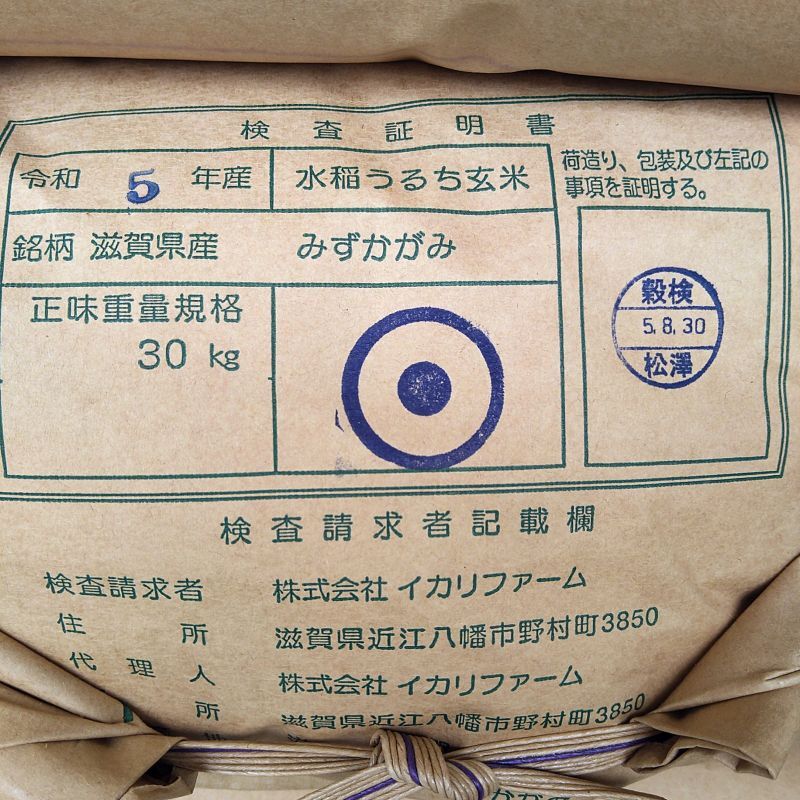 検査証明書
令和 5 年産
水稲うるち玄米
荷造り、包装及び左記の
事項を証明する。
銘柄 滋賀県産 みずかがみ
正味重量規格
30 kg
穀検
5.8.30
松澤
検査請求者記載欄
検査請求者 株式会社 イカリファーム
住所 滋賀県近江八幡市野村町3850
代理人 株式会社 イカリファーム
所 滋賀県近江八幡市野村町3850